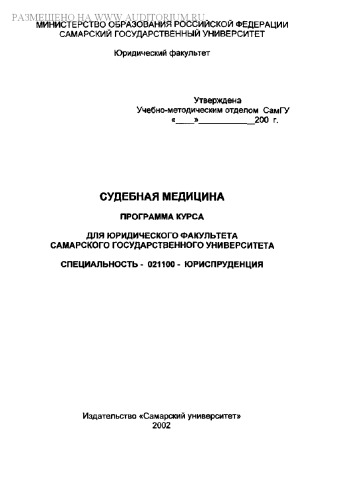 РАЗМЕЩЕНО НА WWW.AUDITORIUM.RU
МИНИСТЕРСТВО ОБРАЗОВАНИЯ РОССИЙСКОЙ ФЕДЕРАЦИИ
САМАРСКИЙ ГОСУДАРСТВЕННЫЙ УНИВЕРСИТЕТ
Юридический факультет
Утверждена
Учебно-методическим отделом СамГУ
«____»____________200 г.
СУДЕБНАЯ МЕДИЦИНА
ПРОГРАММА КУРСА
ДЛЯ ЮРИДИЧЕСКОГО ФАКУЛЬТЕТА
САМАРСКОГО ГОСУДАРСТВЕННОГО УНИВЕРСИТЕТА
СПЕЦИАЛЬНОСТЬ - 021100 - ЮРИСПРУДЕНЦИЯ
Издательство «Самарский университет»
2002